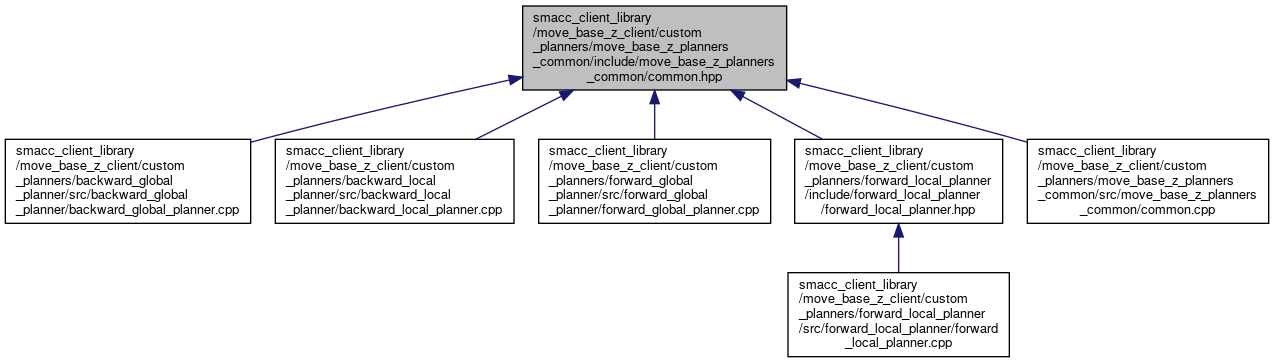 smacc_client_library
/move_base_z_client/custom
_planners/move_base_z_planners
_common/include/move_base_z_planners
_common/common.hpp
smacc_client_library
/move_base_z_client/custom
_planners/backward_global
_planner/src/backward_global
_planner/backward_global_planner.cpp
smacc_client_library
/move_base_z_client/custom
_planners/backward_local
_planner/src/backward_local
_planner/backward_local_planner.cpp
smacc_client_library
/move_base_z_client/custom
_planners/forward_global
_planner/src/forward_global
_planner/forward_global_planner.cpp
smacc_client_library
/move_base_z_client/custom
_planners/forward_local_planner
/include/forward_local_planner
/forward_local_planner.hpp
smacc_client_library
/move_base_z_client/custom
_planners/move_base_z_planners
_common/src/move_base_z_planners
_common/common.cpp
smacc_client_library
/move_base_z_client/custom
_planners/forward_local_planner
/src/forward_local_planner/forward
_local_planner.cpp